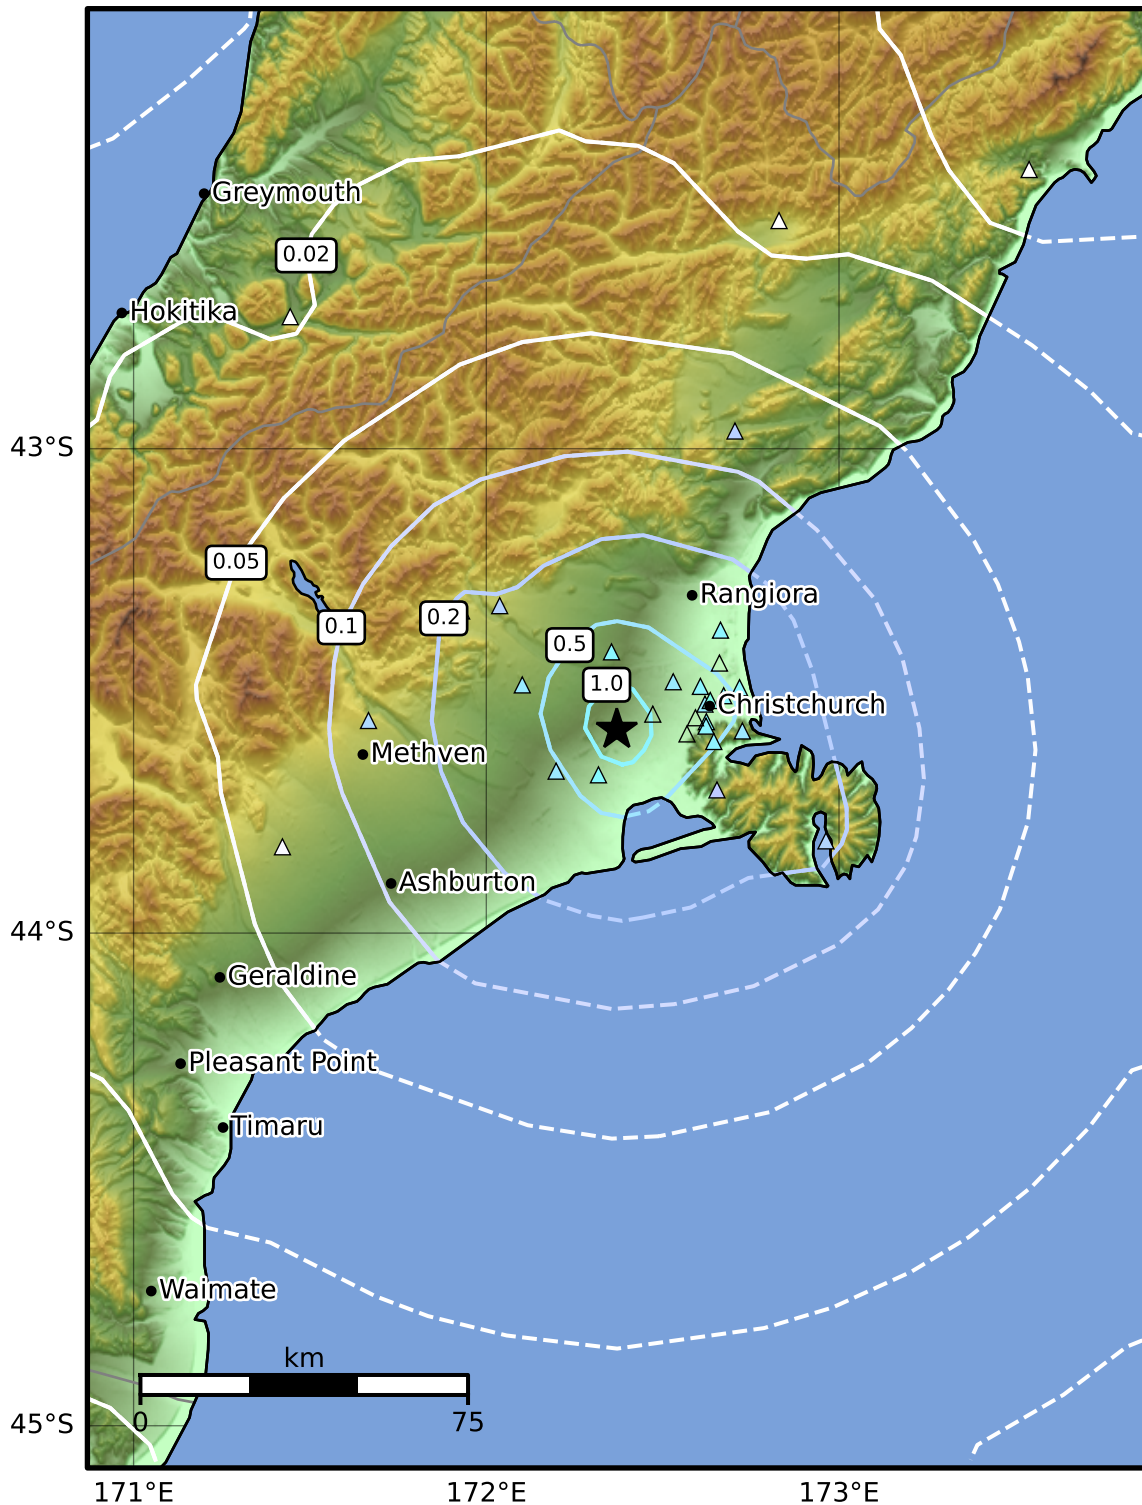 Greymouth
0.02
Hokitika
43°S
0.05
Rangiora
0.1
0.2
0.5
1.0
Christchurch
Methven
Ashburton
44°S
Geraldine
Pleasant Point
Timaru
Waimate
km
0 75
45°S
171°E 172°E 173°E